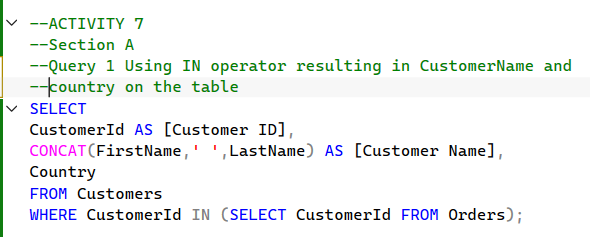 --ACTIVITY 7
--Section A
--Query 1 Using IN operator resulting in CustomerName and
--country on the table
SELECT
CustomerId AS [Customer ID],
CONCAT(FirstName,' ',LastName) AS [Customer Name],
Country
FROM Customers
WHERE CustomerId IN (SELECT CustomerId FROM Orders);